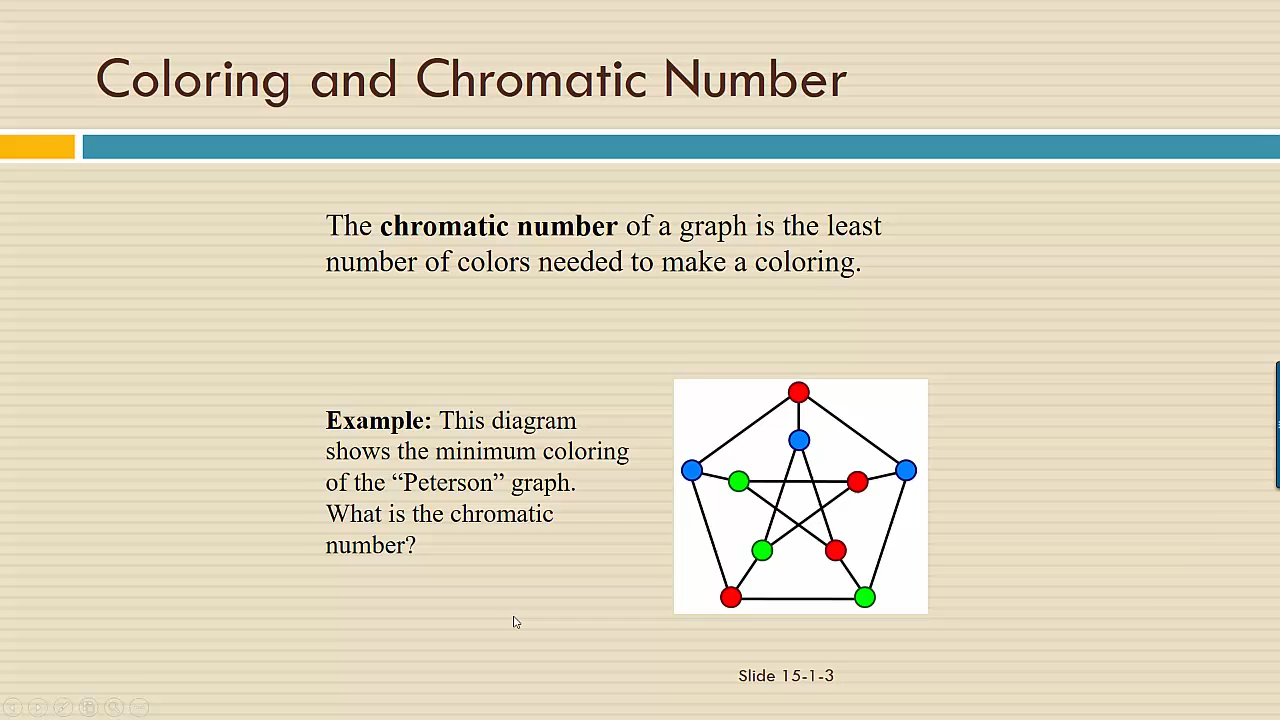 Coloring and Chromatic Number
The chromatic number of a graph is the least
number of colors needed to make a coloring.
Example: This diagram
shows the minimum coloring
of the “Peterson” graph.
What is the chromatic
number?
Slide 15-1-3